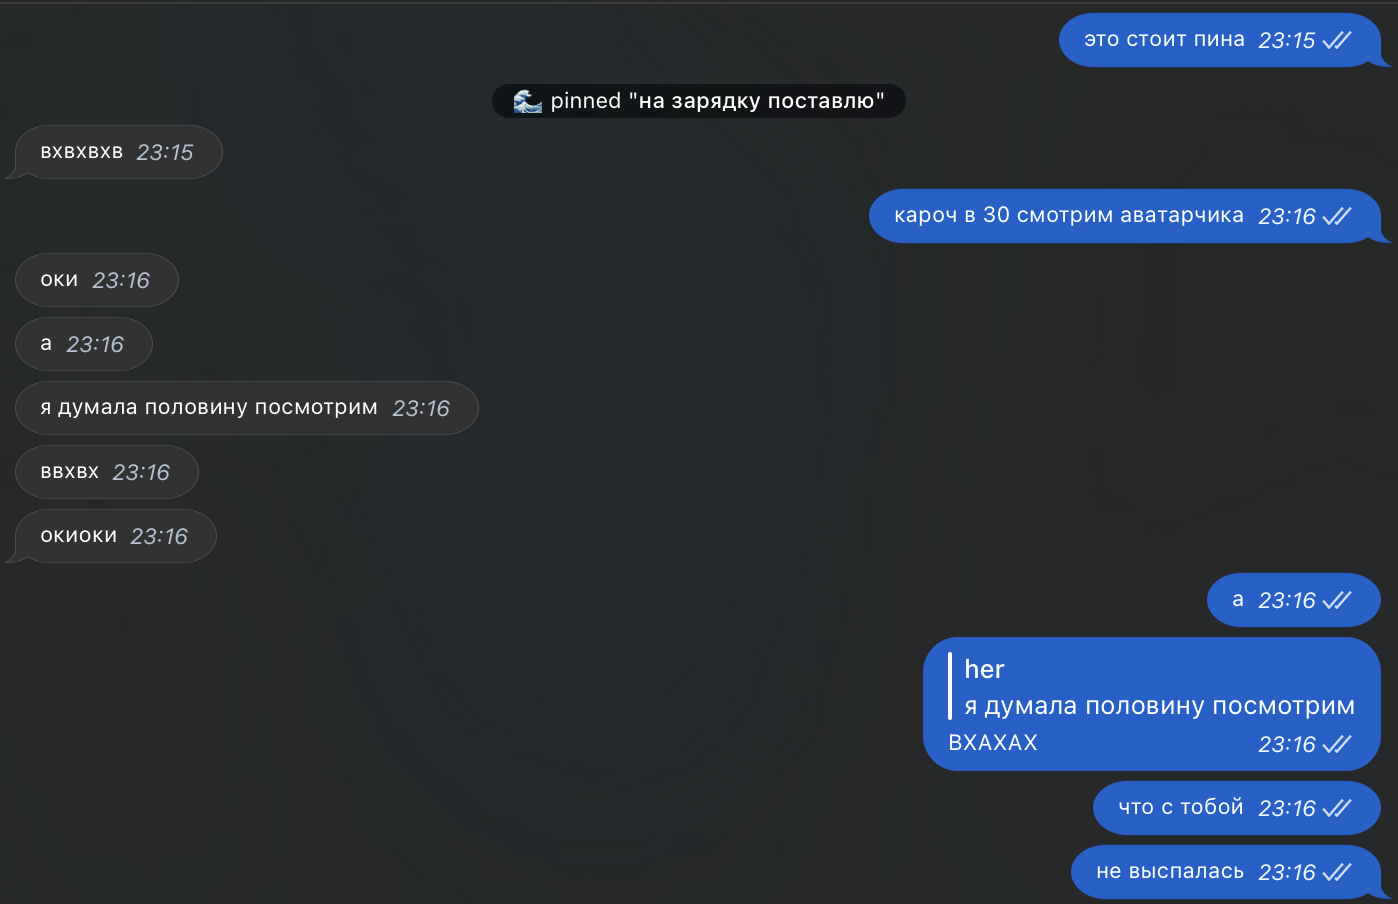 это стоит пина 23:15
🌊 pinned "на зарядку поставлю"
вхвхвхв 23:15
кароч в 30 смотрим аватарчика 23:16
оки 23:16
а 23:16
я думала половину посмотрим 23:16
ввхвх 23:16
окиоки 23:16
а 23:16
her
я думала половину посмотрим
ВХАХАХ 23:16
что с тобой 23:16
не выспалась 23:16